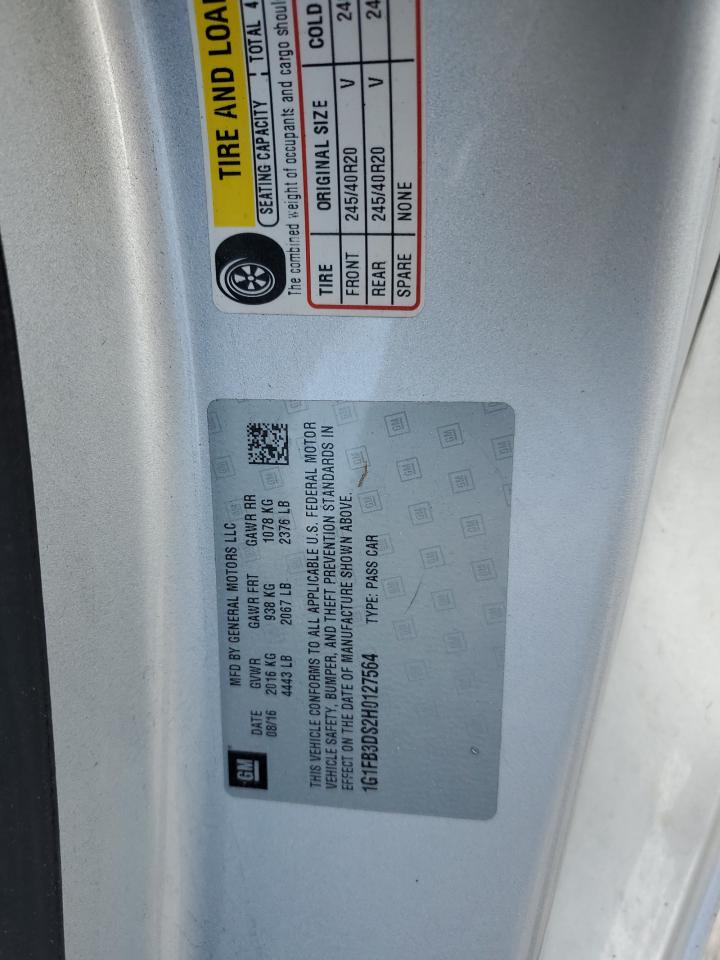 TIRE AND LOA
SEATING CAPACITY TOTAL 4
The combined weight of occupants and cargo shoul
TIRE ORIGINAL SIZE COLD
FRONT 245/40R20 V 24
REAR 245/40R20 V 24
SPARE NONE
GM MFD BY GENERAL MOTORS LLC
DATE GVWR GAWR FRT GAWR RR
08/16 2016 KG 938 KG 1078 KG
4443 LB 2067 LB 2376 LB
THIS VEHICLE CONFORMS TO ALL APPLICABLE U.S. FEDERAL MOTOR
VEHICLE SAFETY, BUMPER, AND THEFT PREVENTION STANDARDS IN
EFFECT ON THE DATE OF MANUFACTURE SHOWN ABOVE.
1G1FB3DS2H0127564 TYPE: PASS CAR